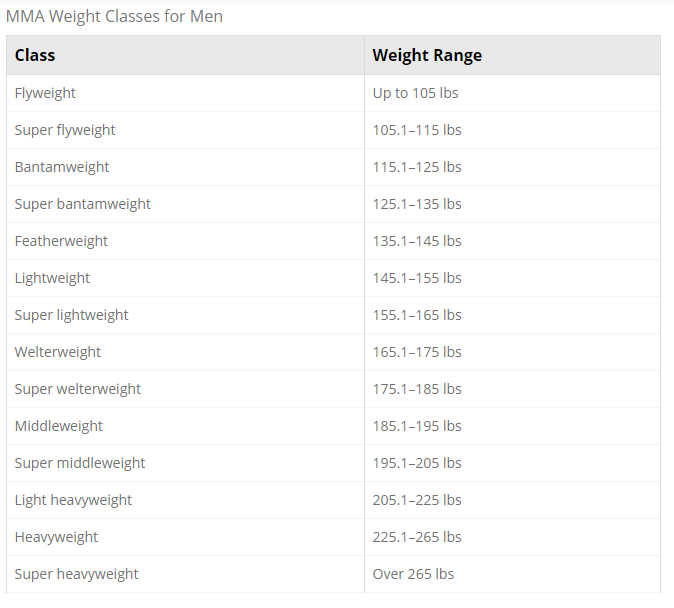 MMA Weight Classes for Men
Class Weight Range
Flyweight Up to 105 lbs
Super flyweight 105.1–115 lbs
Bantamweight 115.1–125 lbs
Super bantamweight 125.1–135 lbs
Featherweight 135.1–145 lbs
Lightweight 145.1–155 lbs
Super lightweight 155.1–165 lbs
Welterweight 165.1–175 lbs
Super welterweight 175.1–185 lbs
Middleweight 185.1–195 lbs
Super middleweight 195.1–205 lbs
Light heavyweight 205.1–225 lbs
Heavyweight 225.1–265 lbs
Super heavyweight Over 265 lbs